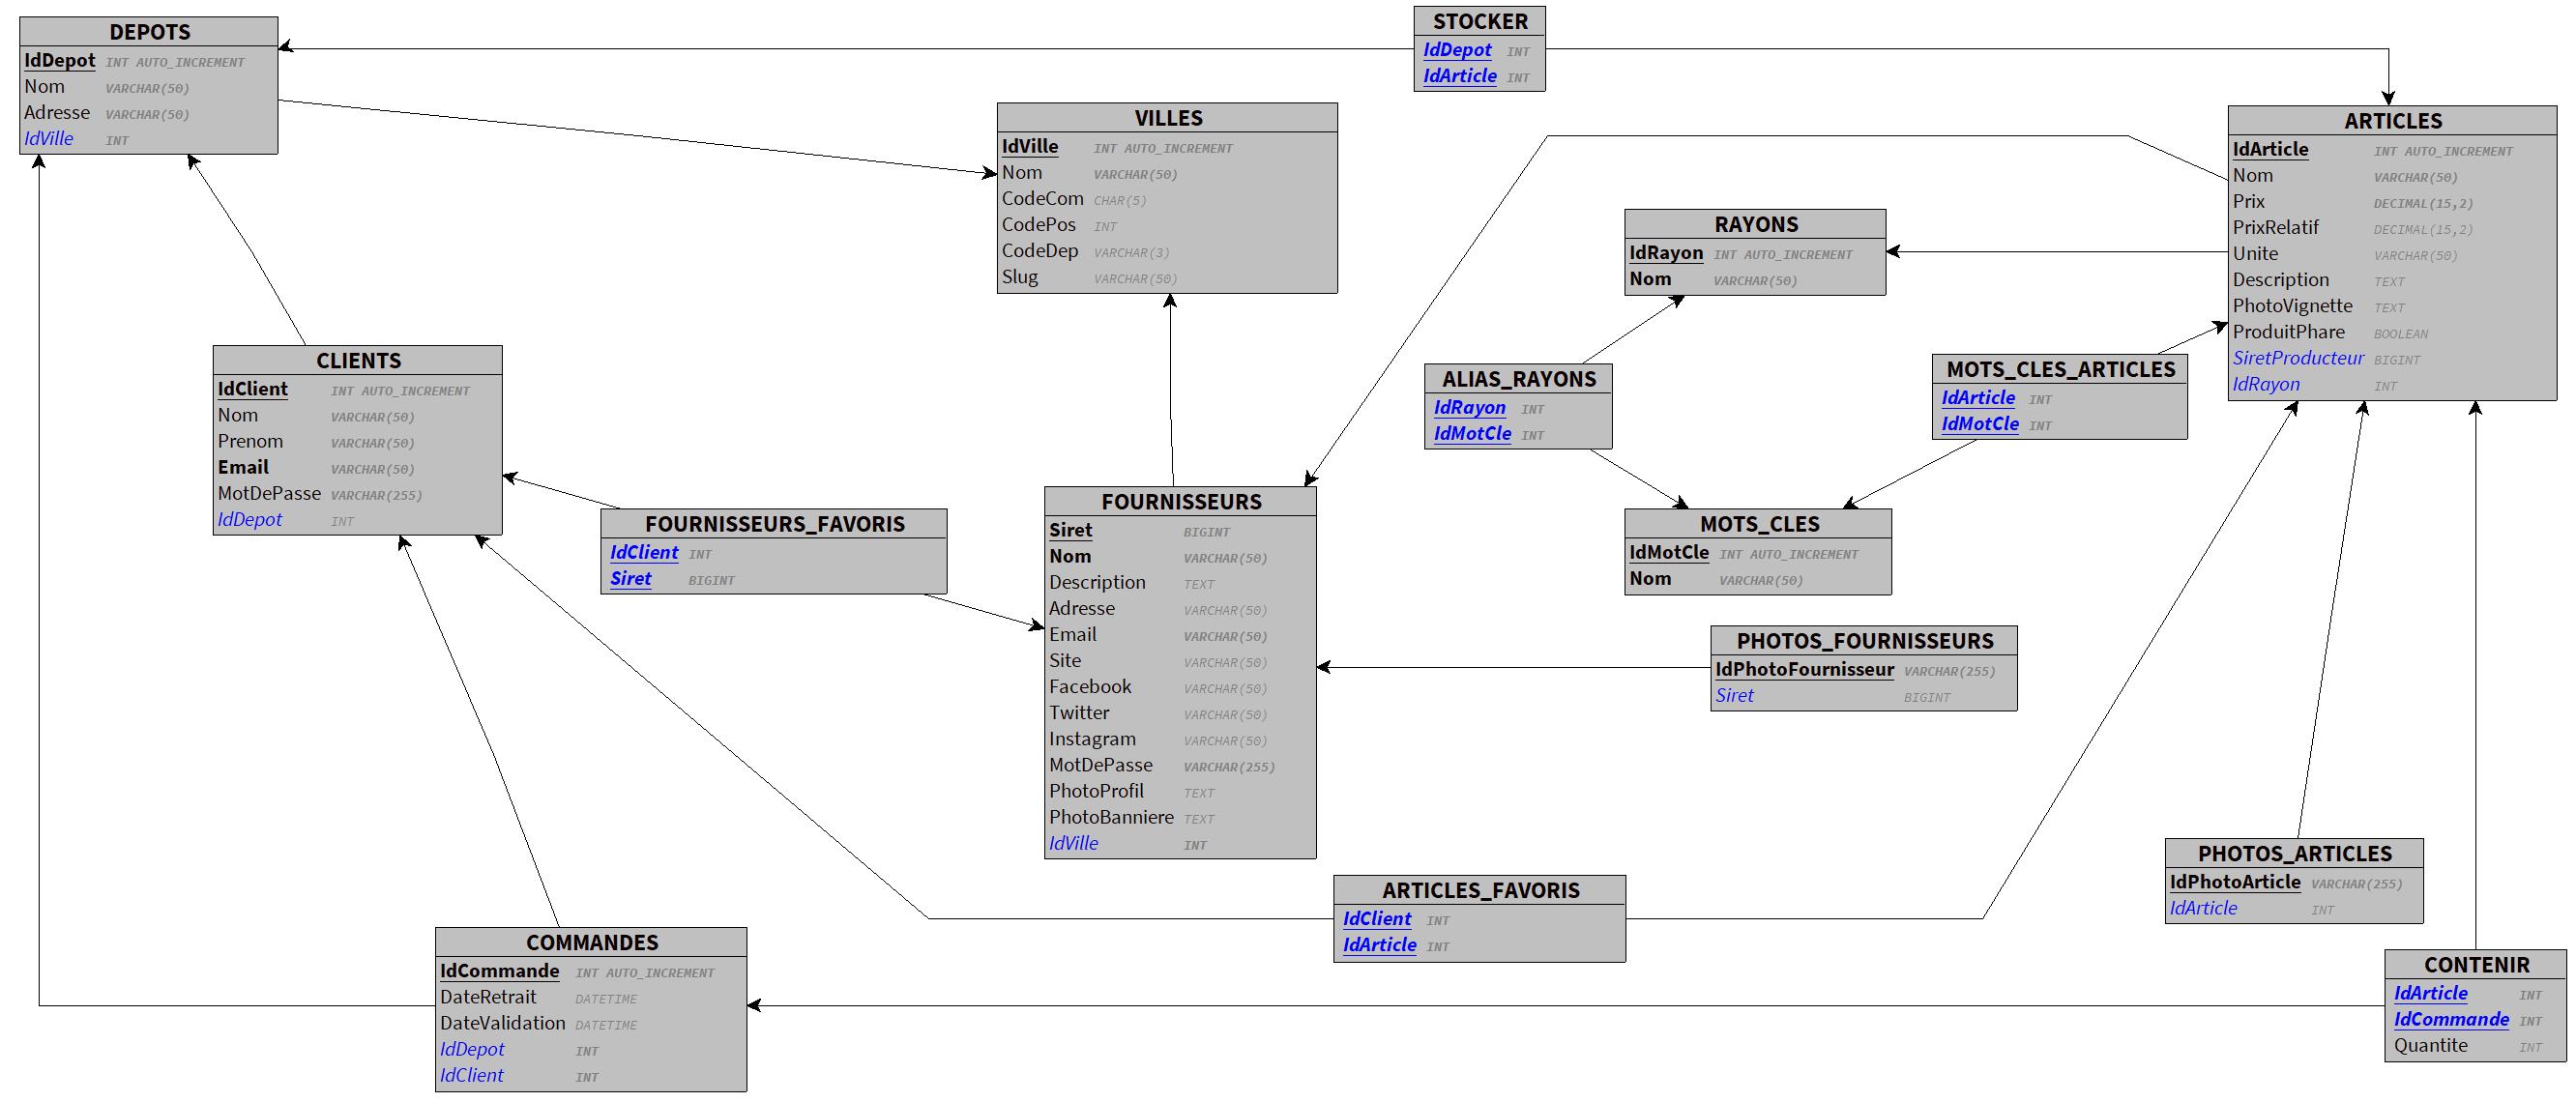 DEPOTS
IdDepot INT AUTO_INCREMENT
Nom VARCHAR(50)
Adresse VARCHAR(50)
IdVille INT
STOCKER
IdDepot INT
IdArticle INT
VILLES
IdVille INT AUTO_INCREMENT
Nom VARCHAR(50)
CodeCom CHAR(5)
CodePos INT
CodeDep VARCHAR(3)
Slug VARCHAR(50)
ARTICLES
IdArticle INT AUTO_INCREMENT
Nom VARCHAR(50)
Prix DECIMAL(15,2)
PrixRelatif DECIMAL(15,2)
Unite VARCHAR(50)
Description TEXT
PhotoVignette TEXT
ProduitPhare BOOLEAN
SiretProducteur BIGINT
IdRayon INT
RAYONS
IdRayon INT AUTO_INCREMENT
Nom VARCHAR(50)
CLIENTS
IdClient INT AUTO_INCREMENT
Nom VARCHAR(50)
Prenom VARCHAR(50)
Email VARCHAR(50)
MotDePasse VARCHAR(255)
IdDepot INT
ALIAS_RAYONS
IdRayon INT
IdMotCle INT
MOTS_CLES_ARTICLES
IdArticle INT
IdMotCle INT
FOURNISSEURS_FAVORIS
IdClient INT
Siret BIGINT
FOURNISSEURS
Siret BIGINT
Nom VARCHAR(50)
Description TEXT
Adresse VARCHAR(50)
Email VARCHAR(50)
Site VARCHAR(50)
Facebook VARCHAR(50)
Twitter VARCHAR(50)
Instagram VARCHAR(50)
MotDePasse VARCHAR(255)
PhotoProfil TEXT
PhotoBanniere TEXT
IdVille INT
MOTS_CLES
IdMotCle INT AUTO_INCREMENT
Nom VARCHAR(50)
PHOTOS_FOURNISSEURS
IdPhotoFournisseur VARCHAR(255)
Siret BIGINT
PHOTOS_ARTICLES
IdPhotoArticle VARCHAR(255)
IdArticle INT
ARTICLES_FAVORIS
IdClient INT
IdArticle INT
COMMANDES
IdCommande INT AUTO_INCREMENT
DateRetrait DATETIME
DateValidation DATETIME
IdDepot INT
IdClient INT
CONTENIR
IdArticle INT
IdCommande INT
Quantite INT